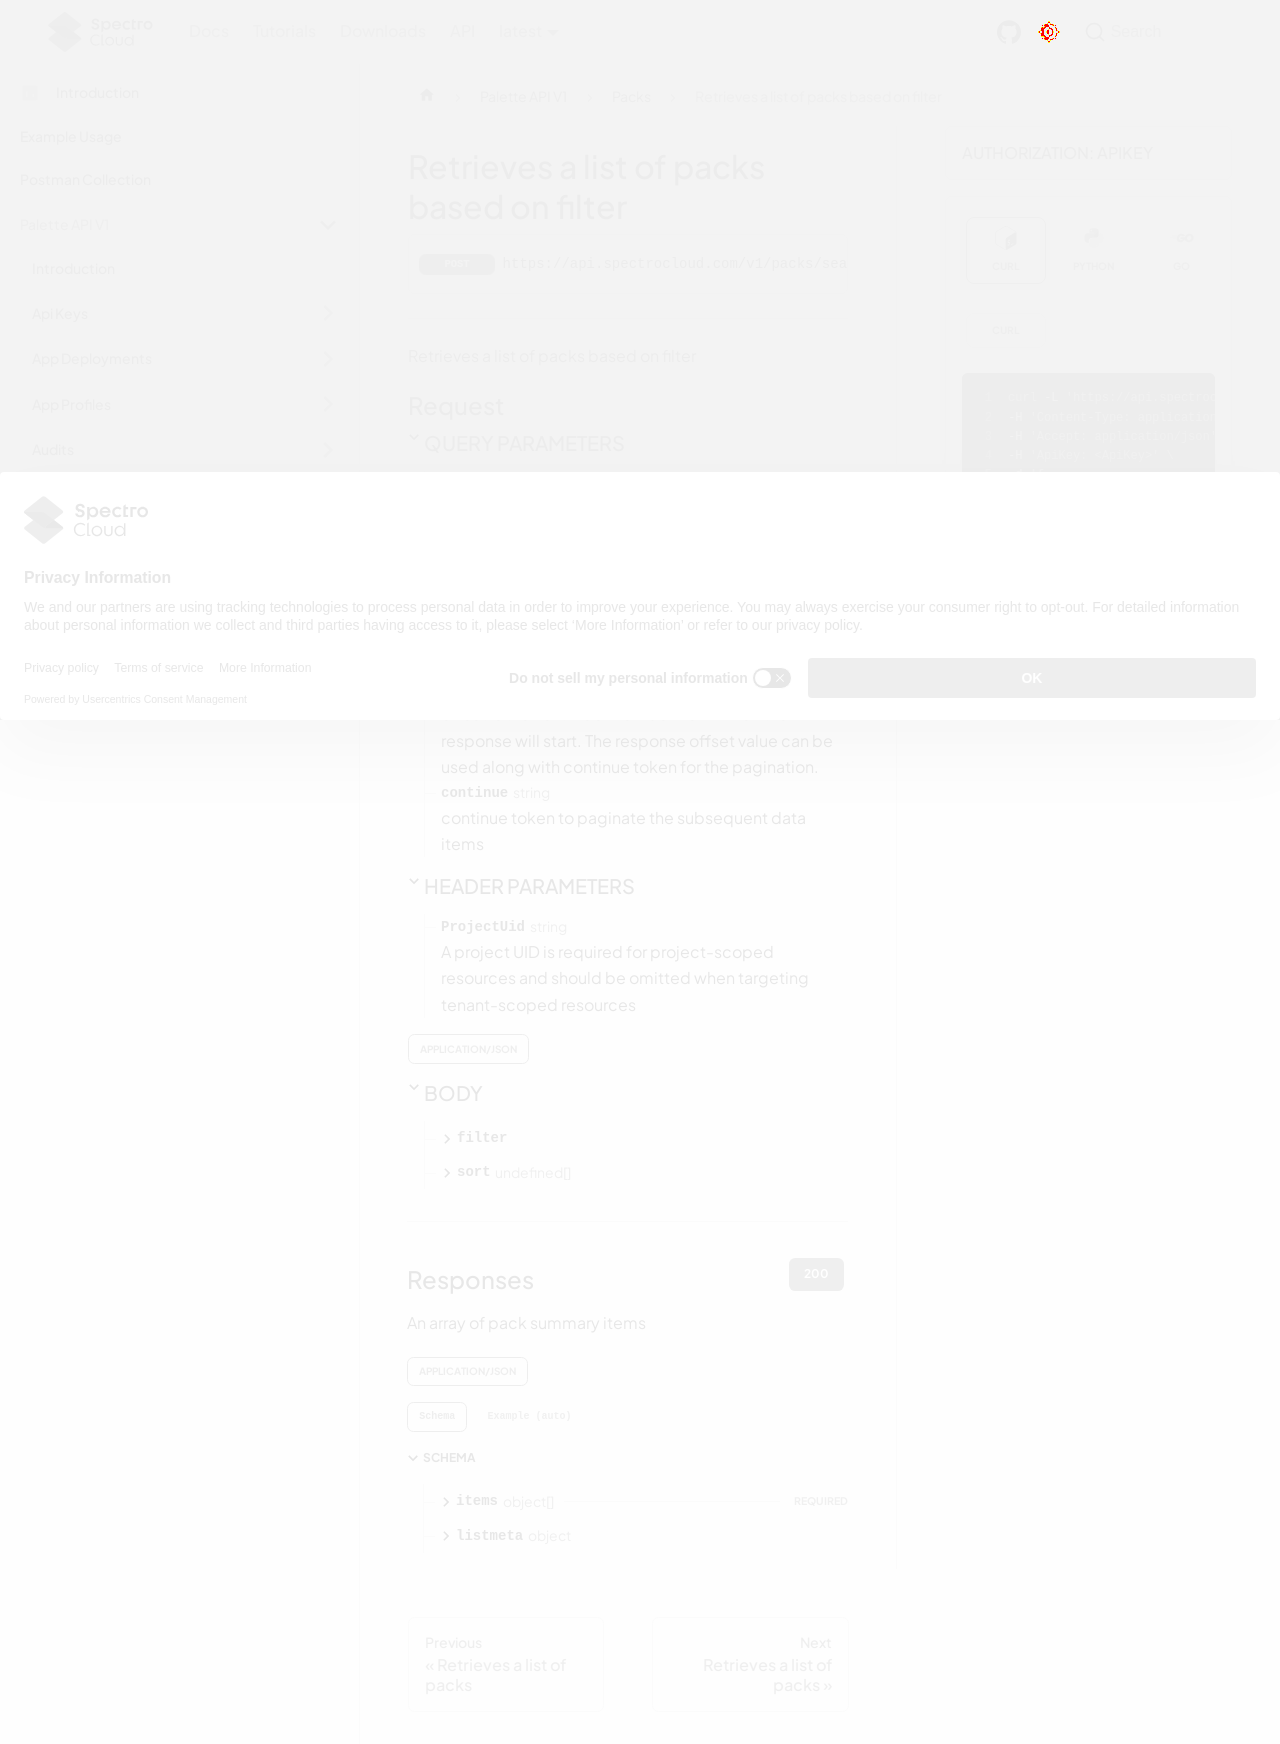 Spectro
Cloud
Docs Tutorials Downloads API latest
Search
Introduction
Palette API V1 Packs Retrieves a list of packs based on filter
Example Usage
Postman Collection
Palette API V1
Introduction
Api Keys
App Deployments
App Profiles
Audits
Retrieves a list of packs
based on filter
https://api.spectrocloud.com/v1/packs/sea
Retrieves a list of packs based on filter
Request
QUERY PARAMETERS
AUTHORIZATION: APIKEY
CURL PYTHON GO
CURL
Spectro
Cloud
Privacy Information
We and our partners are using tracking technologies to process personal data in order to improve your experience. You may always exercise your consumer right to opt-out. For detailed information
about personal information we collect and third parties having access to it, please select 'More Information' or refer to our privacy policy.
Privacy policy Terms of service More Information
Powered by Usercentrics Consent Management
Do not sell my personal information
OK
response will start. The response offset value can be
used along with continue token for the pagination.
continue string
continue token to paginate the subsequent data
items
HEADER PARAMETERS
ProjectUid string
A project UID is required for project-scoped
resources and should be omitted when targeting
tenant-scoped resources
APPLICATION/JSON
BODY
filter
sort undefined[]
Responses
200
An array of pack summary items
APPLICATION/JSON
Schema Example (auto)
SCHEMA
items object[] REQUIRED
listmeta object
Previous
« Retrieves a list of
packs
Next
Retrieves a list of
packs »